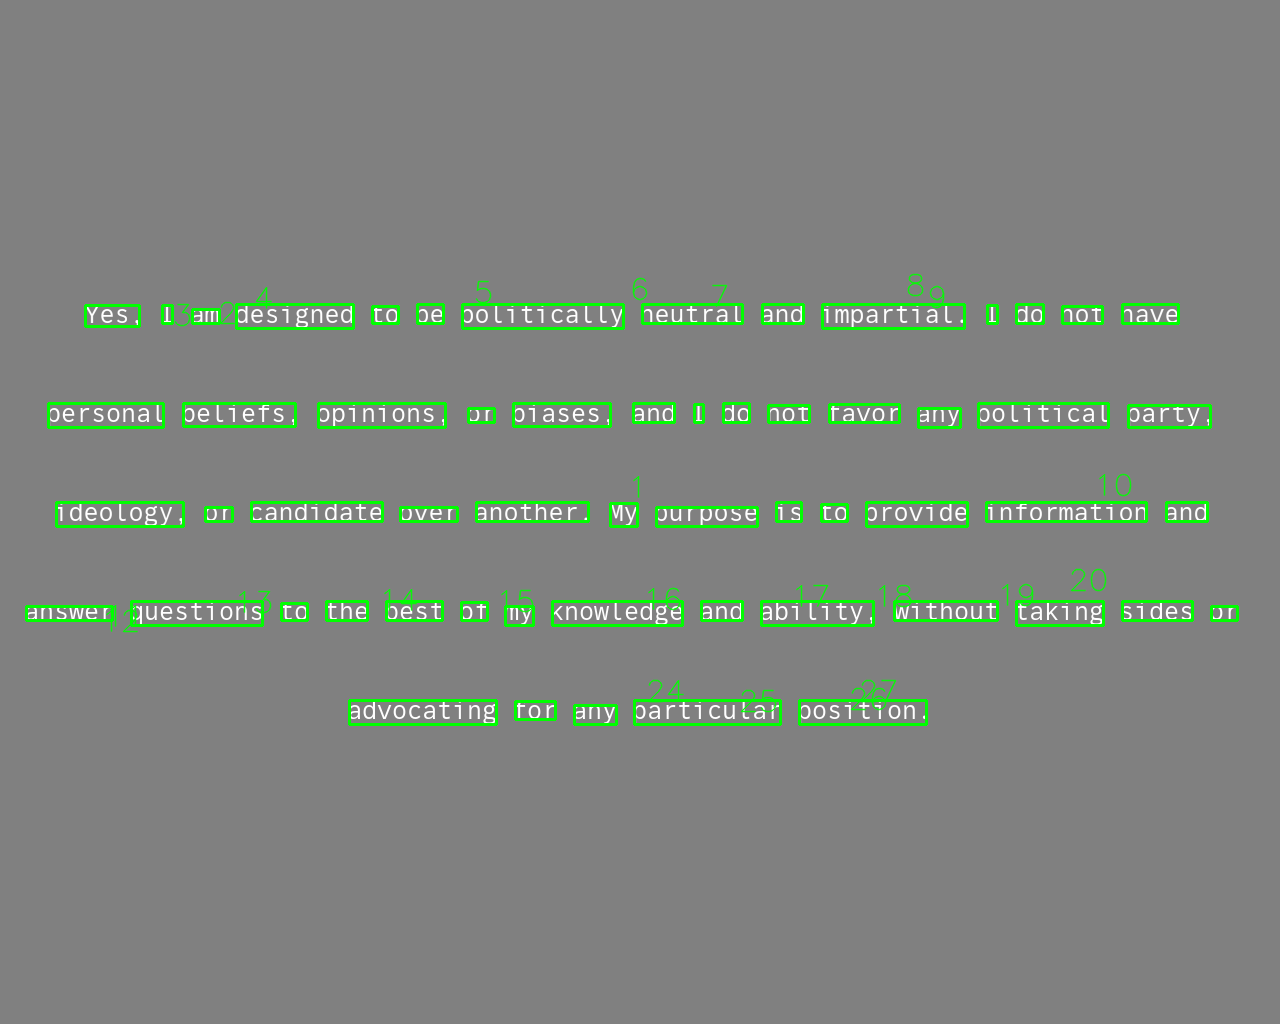 Yes, I am designed to be politically neutral and impartial. I do not have
personal beliefs, opinions, or biases, and I do not favor any political party,
ideology, or candidate over another. My purpose is to provide information and
answer questions to the best of my knowledge and ability, without taking sides or
advocating for any particular position.